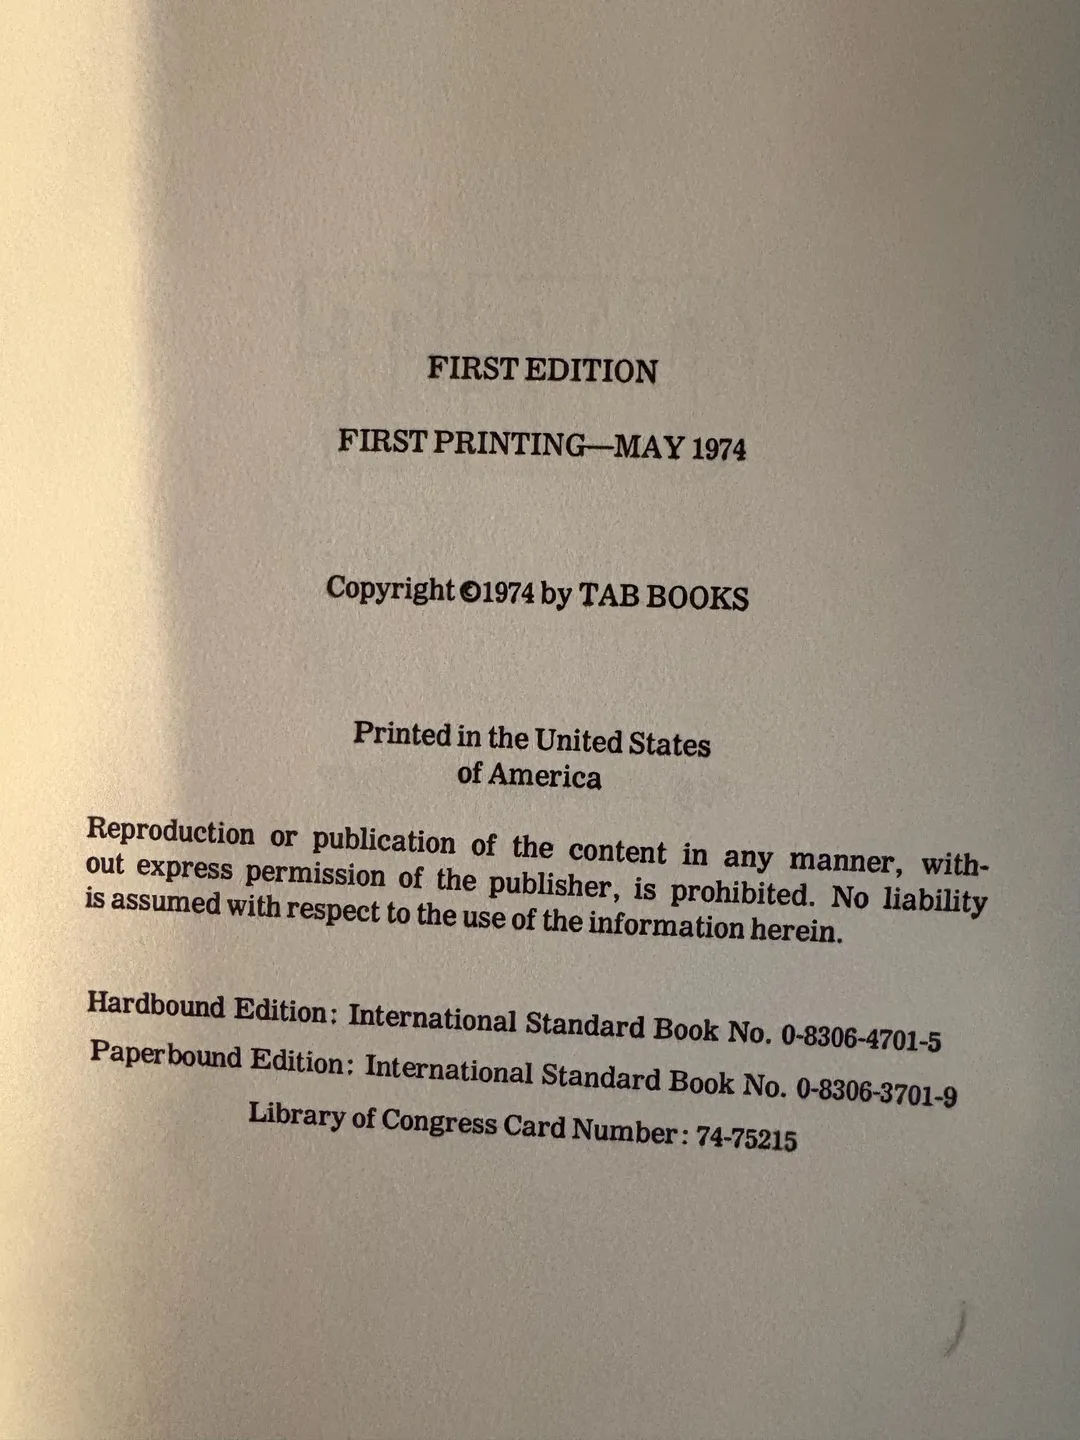 FIRST EDITION
FIRST PRINTING—MAY 1974
Copyright ©1974 by TAB BOOKS
Printed in the United States
of America
Reproduction or publication of the content in any manner, with-
out express permission of the publisher, is prohibited. No liability
is assumed with respect to the use of the information herein.
Hardbound Edition: International Standard Book No. 0-8306-4701-5
Paperbound Edition: International Standard Book No. 0-8306-3701-9
Library of Congress Card Number: 74-75215